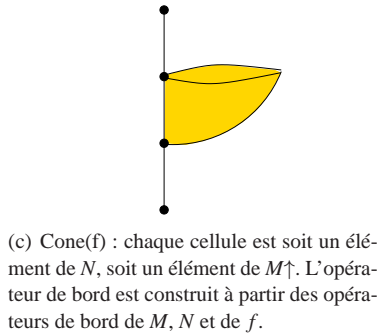 (c) Cone(f) : chaque cellule est soit un élé-
ment de N, soit un élément de M↑. L'opéra-
teur de bord est construit à partir des opéra-
teurs de bord de M, N et de f.